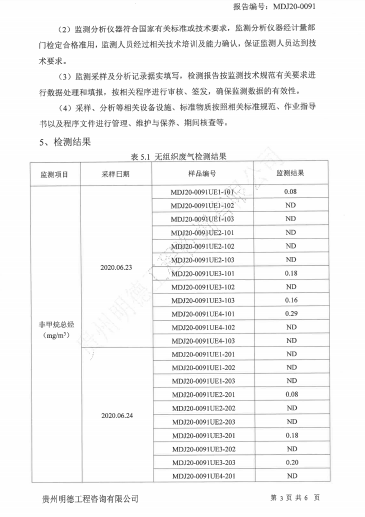 报告编号：MDJ20-0091
（2）监测分析仪器符合国家有关标准或技术要求，监测分析仪器经计量部
门检定合格准用，监测人员经过相关技术培训及能力确认，保证监测人员达到技
术要求。
（3）监测采样及分析记录据实填写，检测报告按监测技术规范有关要求进
行数据处理和填报，按相关程序进行审核、签发，确保监测数据的有效性。
（4）采样、分析等相关设备设施、标准物质按照相关标准规范、作业指导
书以及程序文件进行管理、维护与保养、期间核查等。
5、检测结果
表 5.1 无组织废气检测结果
监测项目 采样日期 样品编号 监测结果
MDJ20-0091UE1-101 0.08
MDJ20-0091UE1-102 ND
MDJ20-0091UE1-103 ND
MDJ20-0091UE2-101 ND
MDJ20-0091UE2-102 ND
MDJ20-0091UE2-103 ND
2020.06.23
MDJ20-0091UE3-101 0.18
MDJ20-0091UE3-102 ND
MDJ20-0091UE3-103 0.16
MDJ20-0091UE4-101 0.29
非甲烷总烃
（mg/m³）
MDJ20-0091UE4-102 ND
MDJ20-0091UE4-103 ND
MDJ20-0091UE1-201 ND
MDJ20-0091UE1-202 ND
MDJ20-0091UE1-203 ND
MDJ20-0091UE2-201 0.08
MDJ20-0091UE2-202 ND
2020.06.24
MDJ20-0091UE2-203 ND
MDJ20-0091UE3-201 0.18
MDJ20-0091UE3-202 ND
MDJ20-0091UE3-203 0.20
MDJ20-0091UE4-201 ND
贵州明德工程咨询有限公司
第 3 页 共 6 页